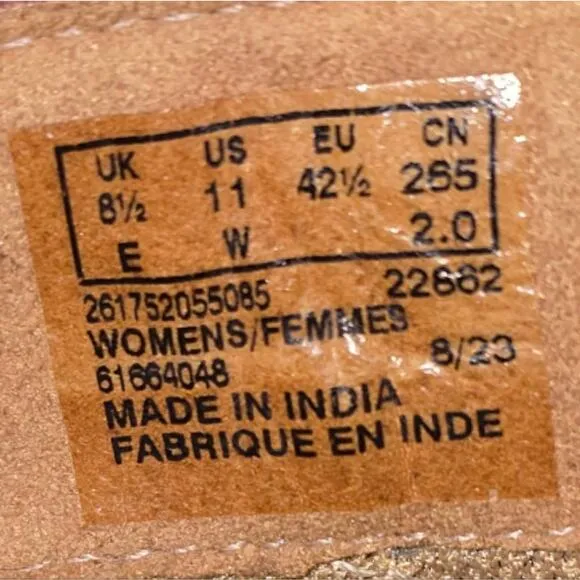 UK US EU CN
8½ 11 42½ 265
E W 2.0
261752055085 22662
WOMENS/FEMMES
61664048 8/23
MADE IN INDIA
FABRIQUE EN INDE